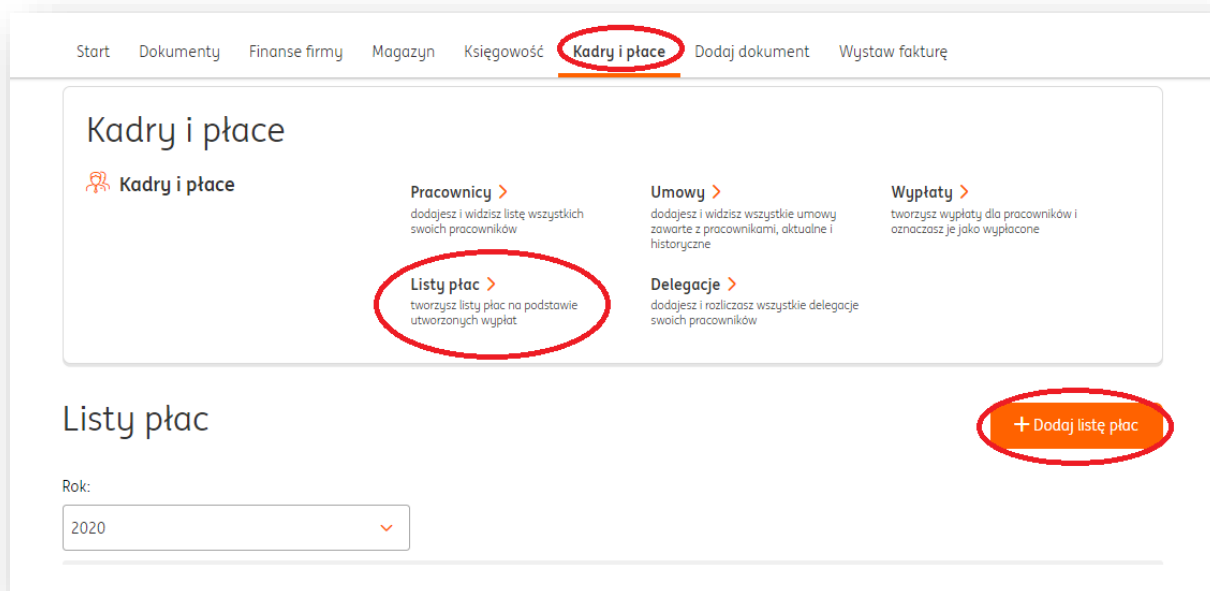 Start Dokumenty Finanse firmy Magazyn Księgowość Kadry i płace Dodaj dokument Wystaw fakturę
Kadry i płace
Kadry i płace
Pracownicy
dodajesz i widzisz listę wszystkich
swoich pracowników
Umowy
dodajesz i widzisz wszystkie umowy
zawarte z pracownikami, aktualne i
historyczne
Wypłaty
tworzysz wypłaty dla pracowników i
oznaczasz je jako wypłacone
Listy płac
tworzysz listy płac na podstawie
utworzonych wypłat
Delegacje
dodajesz i rozliczasz wszystkie delegacje
swoich pracowników
Listy płac
+ Dodaj listę płac
Rok:
2020